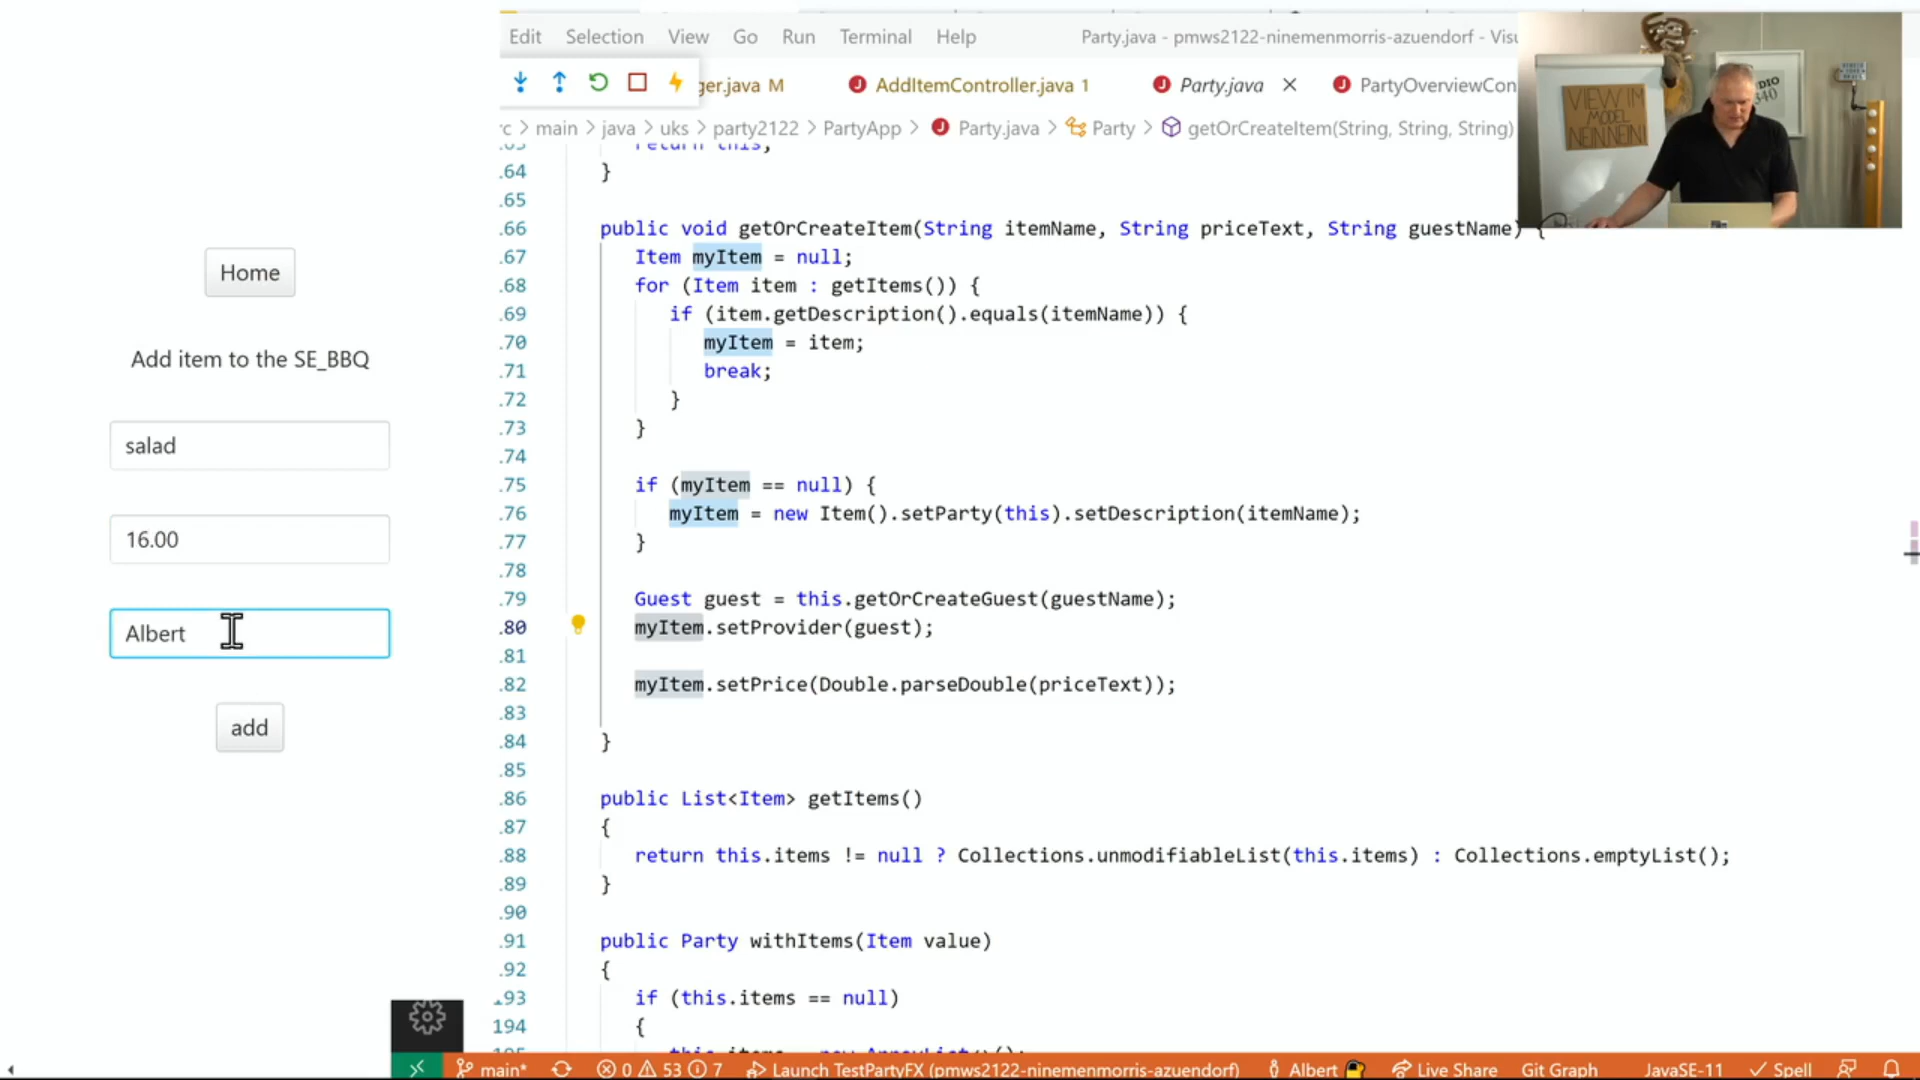 Edit Selection View Go Run Terminal Help Party.java - pmws2122-ninemenmorris-azuendorf - Visu
ger.java M AddItemController.java 1 Party.java PartyOverviewCon
rc > main > java > uks > party2122 > PartyApp > Party.java > Party > getOrCreateItem(String, String, String)
VIEW IM
MODEL
NEINNEIN!
Home
Add item to the SE_BBQ
salad
16.00
Albert
add
return this;
.64 }
.65
.66 public void getOrCreateItem(String itemName, String priceText, String guestName) {
.67 Item myItem = null;
.68 for (Item item : getItems()) {
.69 if (item.getDescription().equals(itemName)) {
.70 myItem = item;
.71 break;
.72 }
.73 }
.74
.75 if (myItem == null) {
.76 myItem = new Item().setParty(this).setDescription(itemName);
.77 }
.78
.79 Guest guest = this.getOrCreateGuest(guestName);
.80 myItem.setProvider(guest);
.81
.82 myItem.setPrice(Double.parseDouble(priceText));
.83
.84 }
.85
.86 public List<Item> getItems()
.87 {
.88 return this.items != null ? Collections.unmodifiableList(this.items) : Collections.emptyList();
.89 }
.90
.91 public Party withItems(Item value)
.92 {
.93 if (this.items == null)
194 {
main* 0 53 7 Launch TestPartyFX (pmws2122-ninemenmorris-azuendorf) Albert Live Share Git Graph JavaSE-11 Spell